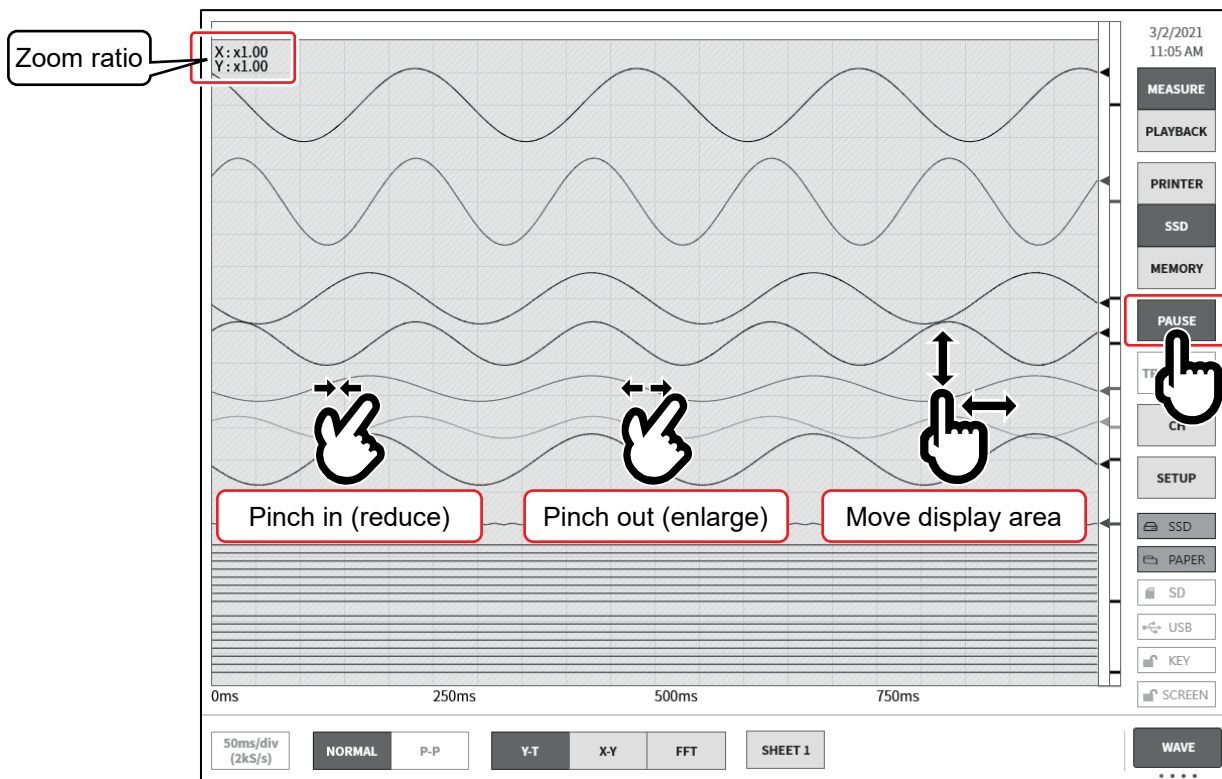 Zoom ratio
X:x1.00
Y:x1.00
3/2/2021
11:05 AM
MEASURE
PLAYBACK
PRINTER
SSD
MEMORY
PAUSE
CH
SETUP
Pinch in (reduce)
Pinch out (enlarge)
Move display area
SSD
PAPER
SD
USB
KEY
SCREEN
0ms
250ms
500ms
750ms
50ms/div
(2kS/s)
NORMAL
P-P
Y-T
X-Y
FFT
SHEET 1
WAVE